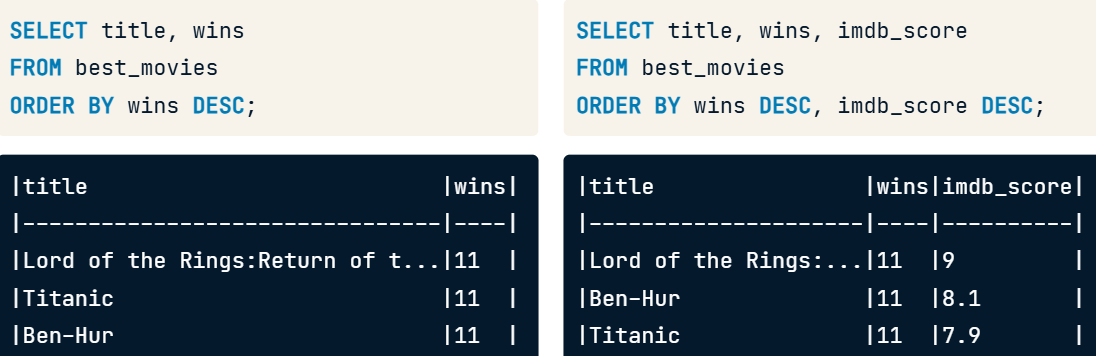 SELECT title, wins
FROM best_movies
ORDER BY wins DESC;
|title                           |wins|
|--------------------------------|----|
|Lord of the Rings:Return of t...|11  |
|Titanic                         |11  |
|Ben-Hur                         |11  |
SELECT title, wins, imdb_score
FROM best_movies
ORDER BY wins DESC, imdb_score DESC;
|title                |wins|imdb_score|
|---------------------|----|----------|
|Lord of the Rings:...|11  |9         |
|Ben-Hur              |11  |8.1       |
|Titanic              |11  |7.9       |